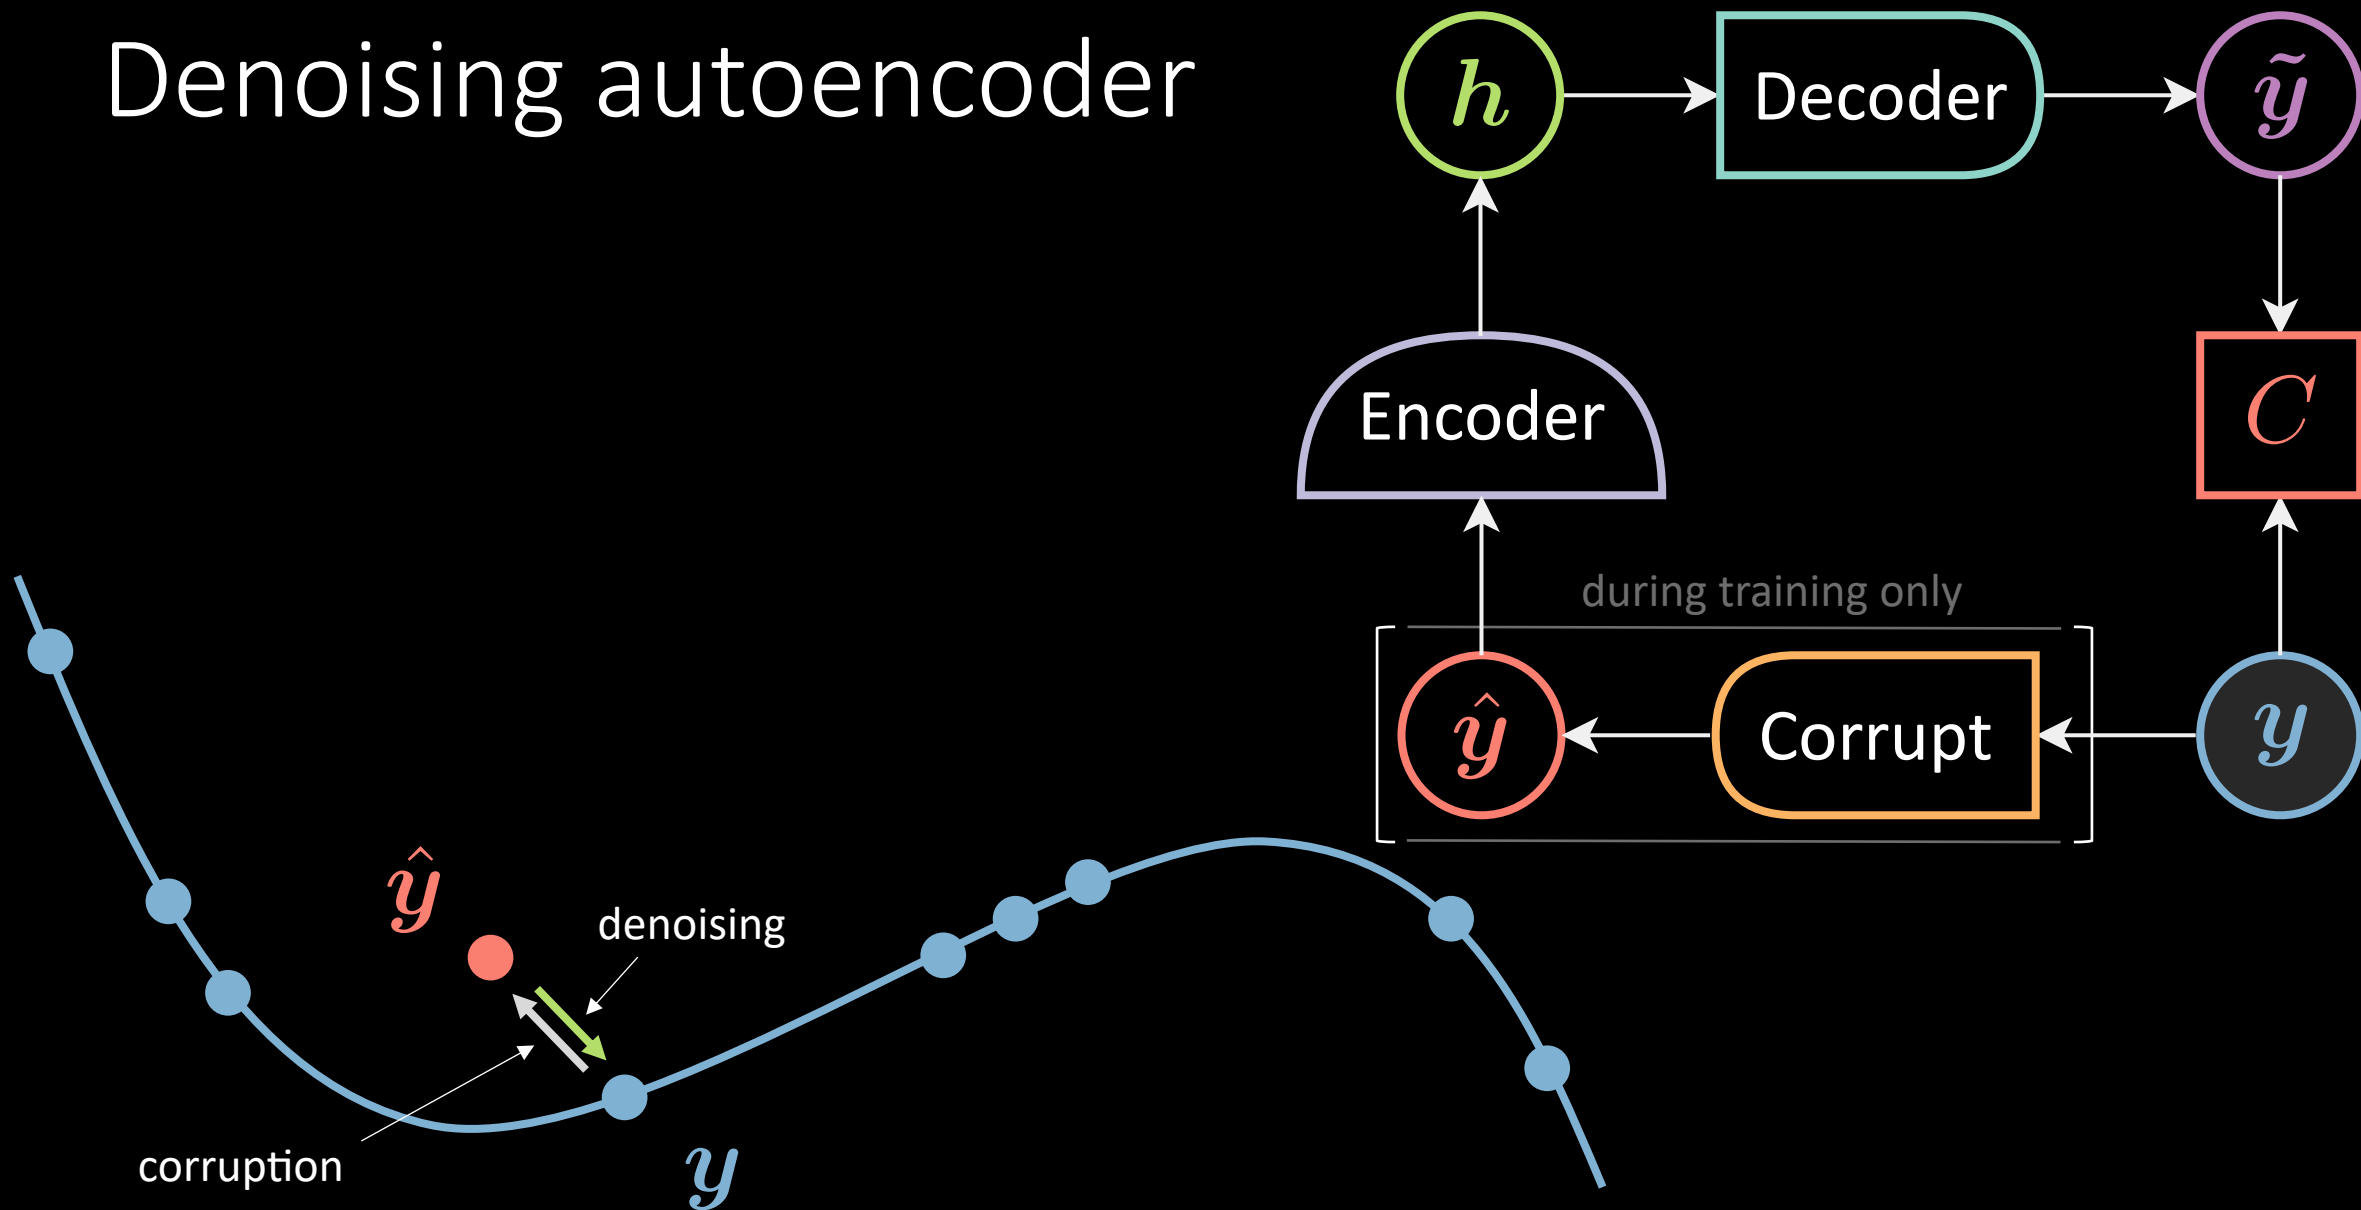 Denoising autoencoder
h
Decoder
ỹ
Encoder
C
during training only
ŷ
Corrupt
y
ŷ
denoising
corruption
y